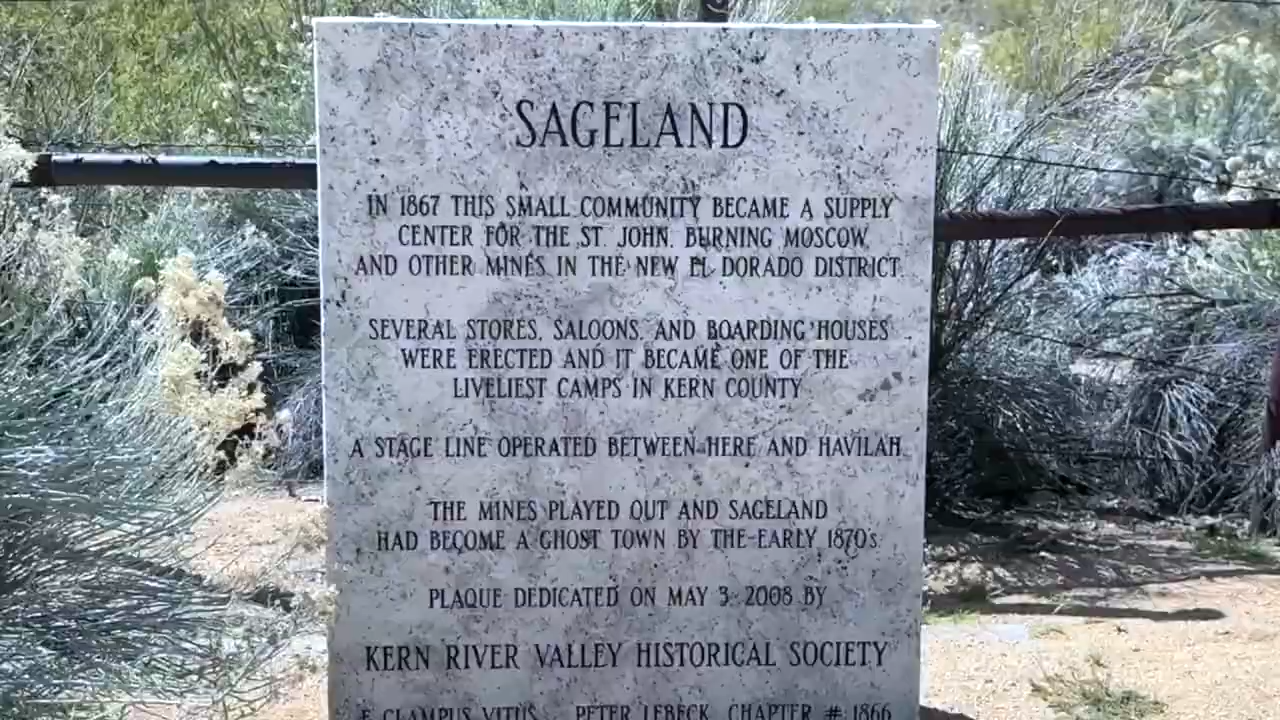 SAGELAND
IN 1867 THIS SMALL COMMUNITY BECAME A SUPPLY
CENTER FOR THE ST. JOHN, BURNING MOSCOW
AND OTHER MINES IN THE NEW EL DORADO DISTRICT.
SEVERAL STORES, SALOONS, AND BOARDING HOUSES
WERE ERECTED AND IT BECAME ONE OF THE
LIVELIEST CAMPS IN KERN COUNTY
A STAGE LINE OPERATED BETWEEN HERE AND HAVILAH.
THE MINES PLAYED OUT AND SAGELAND
HAD BECOME A GHOST TOWN BY THE EARLY 1870's.
PLAQUE DEDICATED ON MAY 3, 2008 BY
KERN RIVER VALLEY HISTORICAL SOCIETY
E CLAMPUS VITUS PETER LEBECK CHAPTER # 1866